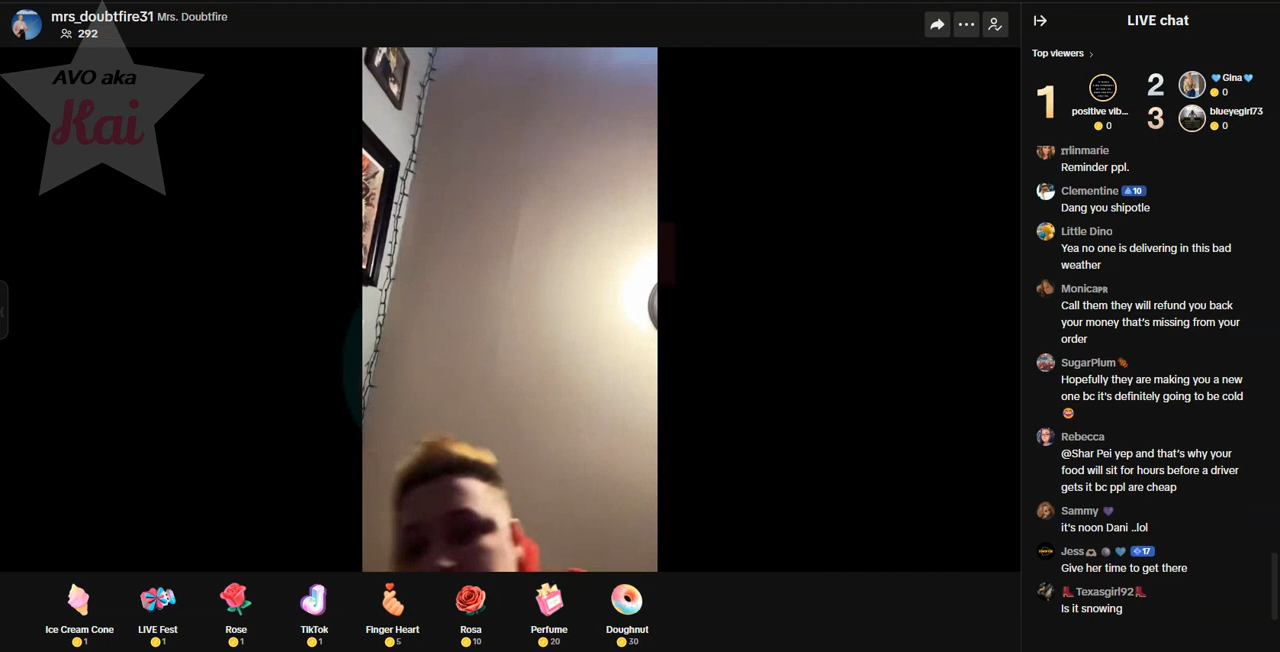 mrs_doubtfire31 Mrs. Doubtfire
292
AVO aka
Kai
LIVE chat
Top viewers
1
positive vib...
0
2
Gina
0
3
blueyegirl73
0
Reminder ppl.
Clementine 10
Dang you shipotle
Little Dino
Yea no one is delivering in this bad
weather
MonicaPR
Call them they will refund you back
your money that's missing from your
order
SugarPlum
Hopefully they are making you a new
one bc it's definitely going to be cold
Rebecca
@Shar Pei yep and that's why your
food will sit for hours before a driver
gets it bc ppl are cheap
Sammy
it's noon Dani ..lol
Jess 17
Give her time to get there
Texasgirl92
Is it snowing
Ice Cream Cone
1
LIVE Fest
1
Rose
1
TikTok
1
Finger Heart
5
Rosa
10
Perfume
20
Doughnut
30